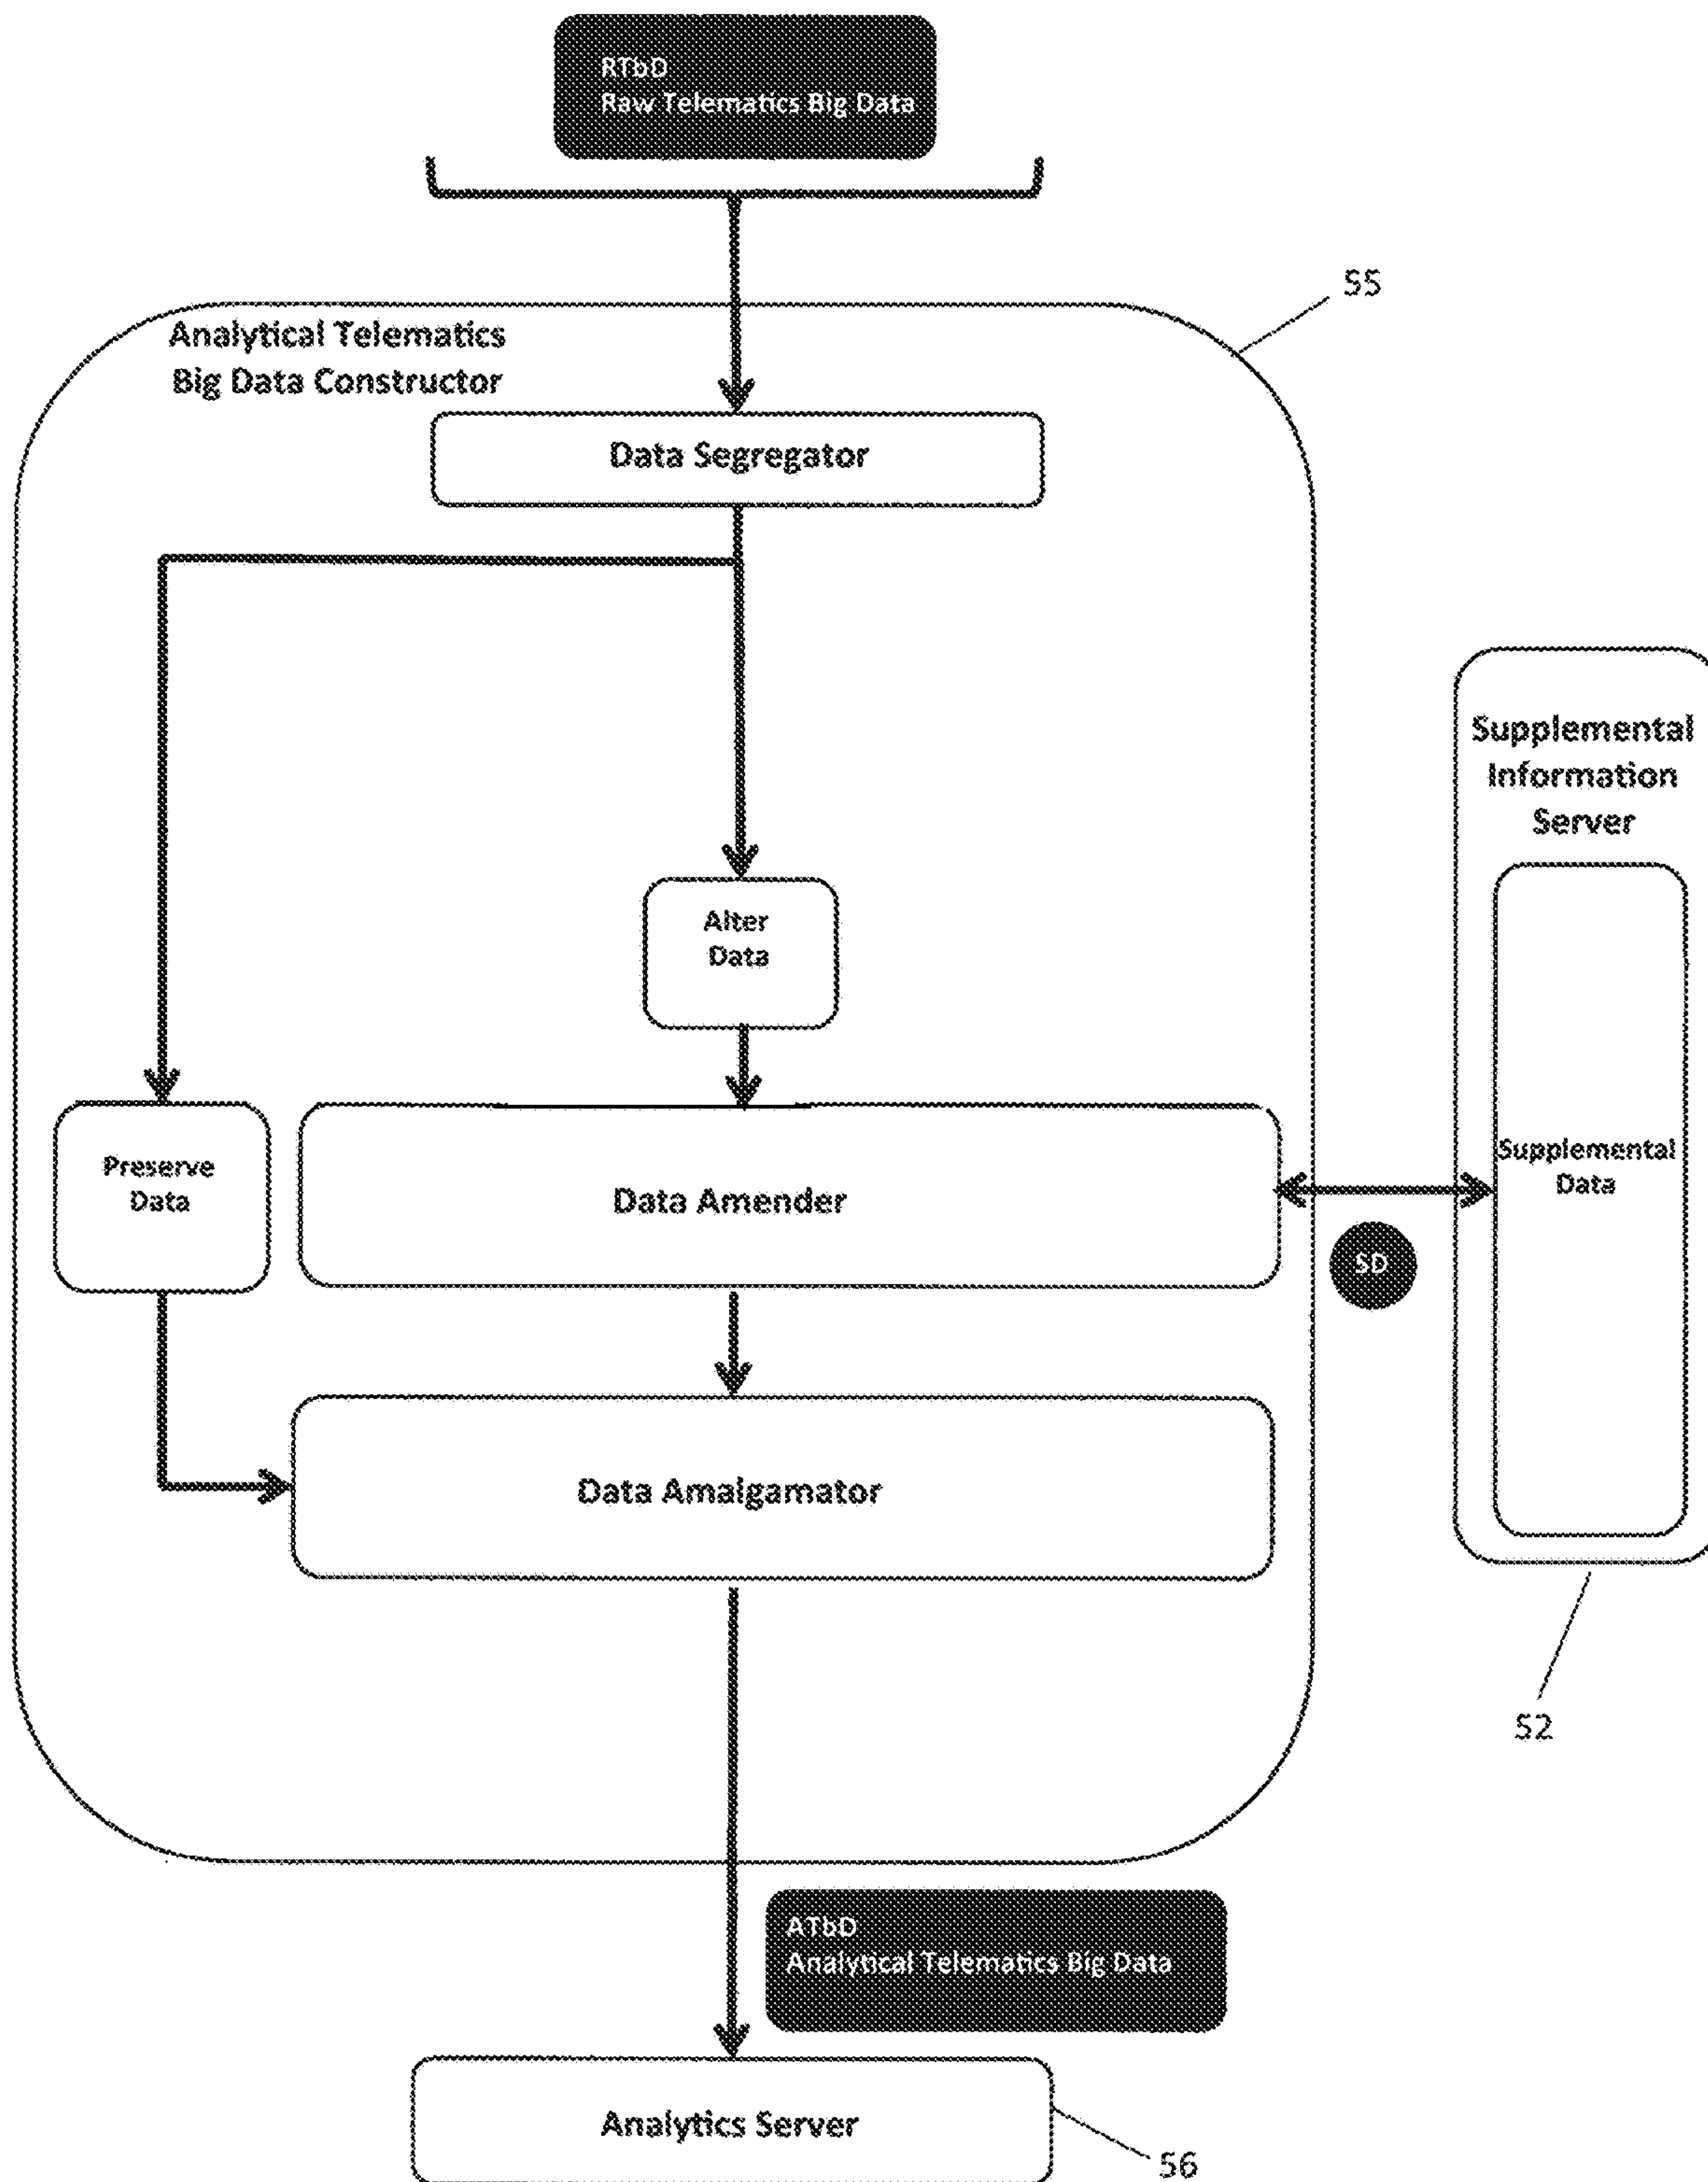 RTbD
Raw Telematics Big Data
55
Analytical Telematics
Big Data Constructor
Data Segregator
Supplemental
Information
Server
Alter
Data
Preserve
Data
Data Amender
Supplemental
Data
SD
Data Amalgamator
52
ATbD
Analytical Telematics Big Data
Analytics Server
56